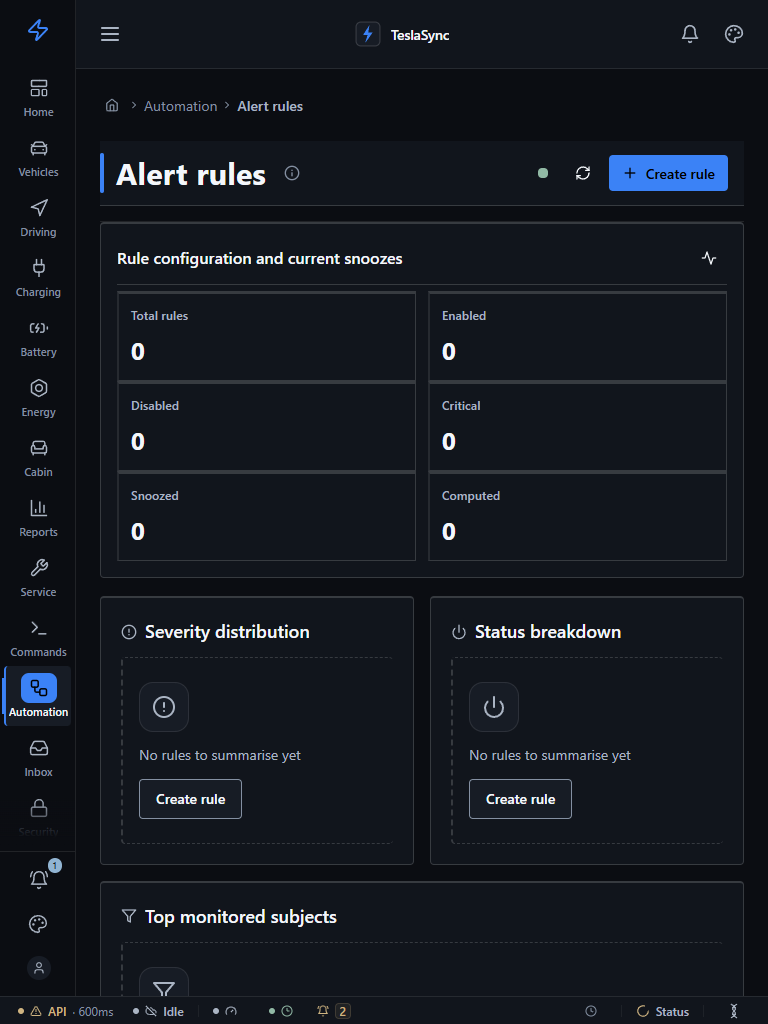 TeslaSync
Home
Vehicles
Driving
Charging
Battery
Energy
Cabin
Reports
Service
Commands
Automation
Inbox
Security
1
Automation
Alert rules
Alert rules
Create rule
Rule configuration and current snoozes
Total rules
0
Enabled
0
Disabled
0
Critical
0
Snoozed
0
Computed
0
Severity distribution
No rules to summarise yet
Create rule
Status breakdown
No rules to summarise yet
Create rule
Top monitored subjects
API · 600ms
Idle
2
Status